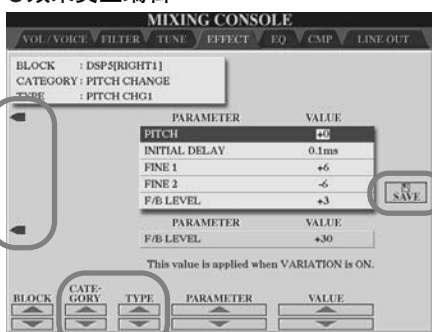 MIXING CONSOLE
VOL/VOICE FILTER TUNE EFFECT EQ CMP LINE OUT
BLOCK : DSP5[RIGHT1]
CATEGORY : PITCH CHANGE
TYPE : PITCH CHG1
PARAMETER VALUE
PITCH +0
INITIAL DELAY 0.1ms
FINE 1 +6
FINE 2 -6
F/B LEVEL +3
SAVE
PARAMETER VALUE
F/B LEVEL +30
This value is applied when VARIATION is ON.
BLOCK CATE-GORY TYPE PARAMETER VALUE